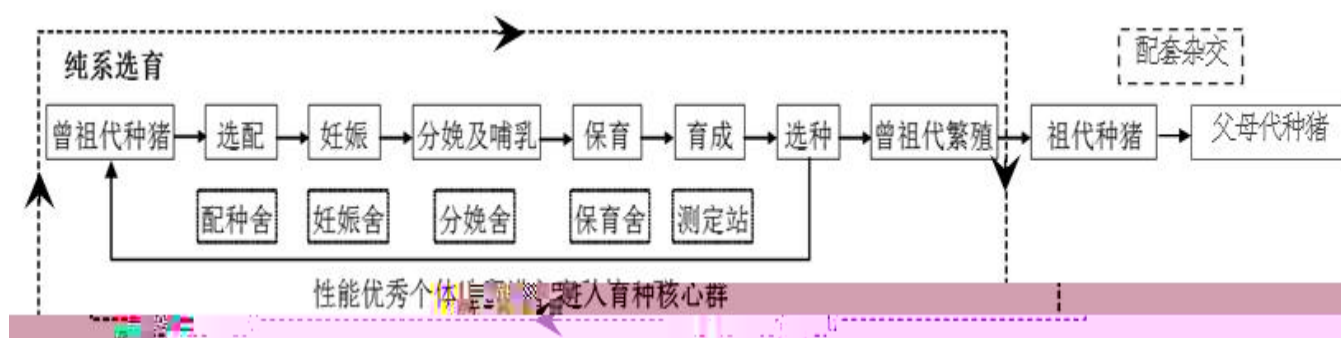 配套杂交
纯系选育
曾祖代种猪 选配 妊娠 分娩及哺乳 保育 育成 选种 曾祖代繁殖 祖代种猪 父母代种猪
配种舍 妊娠舍 分娩舍 保育舍 测定站
性能优秀个体 进入育种核心群